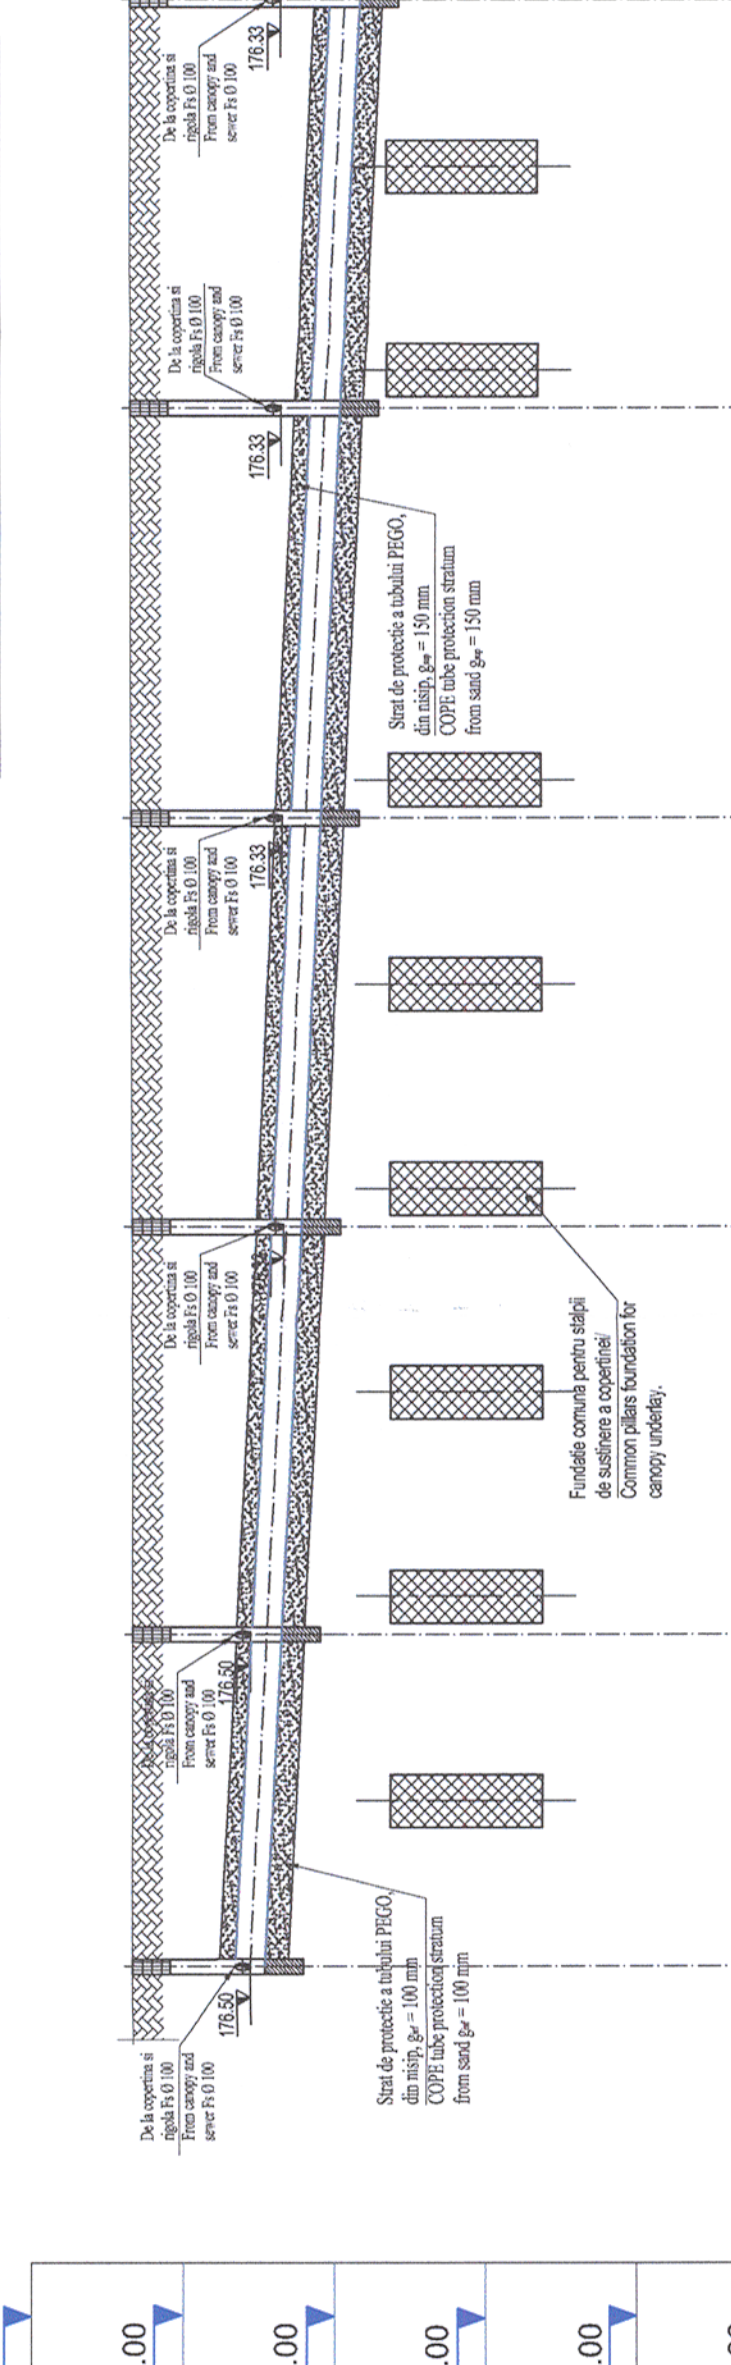 De la copertina si
rigola Fs Ø 100
From canopy and
sewer Fs Ø 100
176.50
Strat de protectie a tubului PEGO,
din nisip, = 100 mm
COPE tube protection stratum
from sand = 100 mm
rigola Fs Ø 100
From canopy and
sewer Fs Ø 100
176.50
De la copertina si
rigola Fs Ø 100
From canopy and
sewer Fs Ø 100
Fundatie comuna pentru stalpii
de sustinere a copertinei/
Common pillars foundation for
canopy underlay.
De la copertina si
rigola Fs Ø 100
From canopy and
sewer Fs Ø 100
176.33
Strat de protectie a tubului PEGO,
din nisip, = 150 mm
COPE tube protection stratum
from sand = 150 mm
De la copertina si
rigola Fs Ø 100
From canopy and
sewer Fs Ø 100
176.33
De la copertina si
rigola Fs Ø 100
From canopy and
sewer Fs Ø 100
176.33
.00
.00
.00
.00